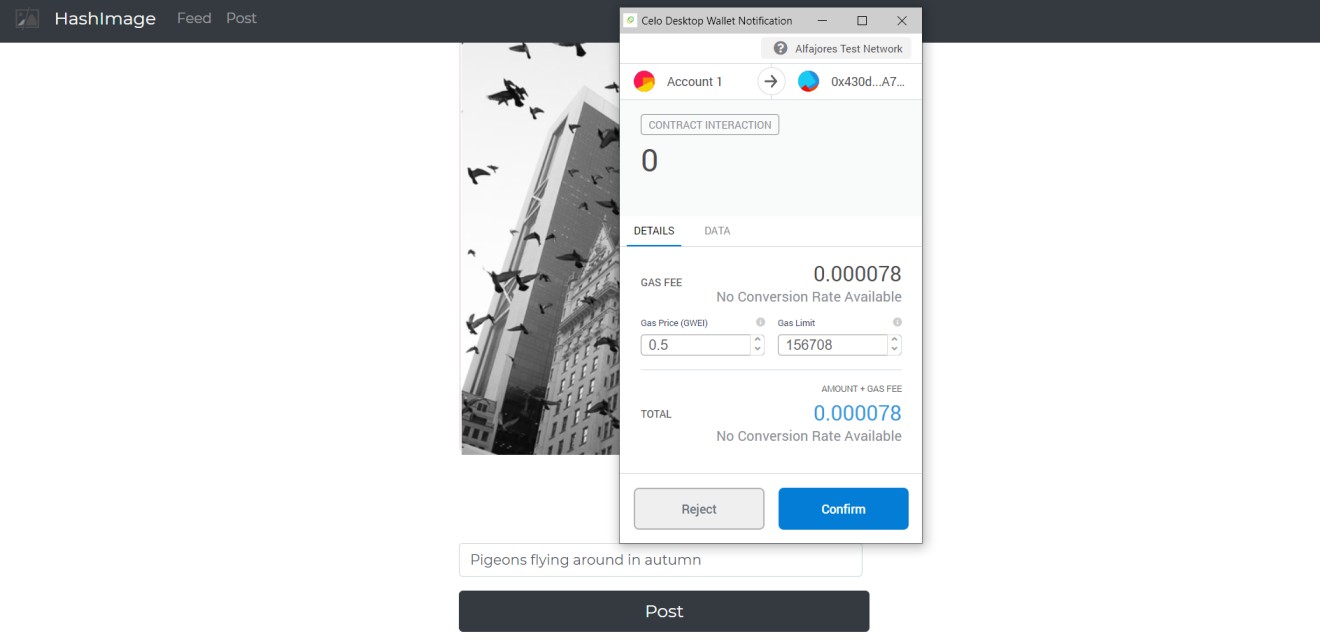 HashImage Feed Post
Celo Desktop Wallet Notification
Alfajores Test Network
Account 1 0x430d...A7...
CONTRACT INTERACTION
0
DETAILS DATA
GAS FEE 0.000078
No Conversion Rate Available
Gas Price (GWEI) Gas Limit
0.5 156708
AMOUNT + GAS FEE
TOTAL 0.000078
No Conversion Rate Available
Reject Confirm
Pigeons flying around in autumn
Post